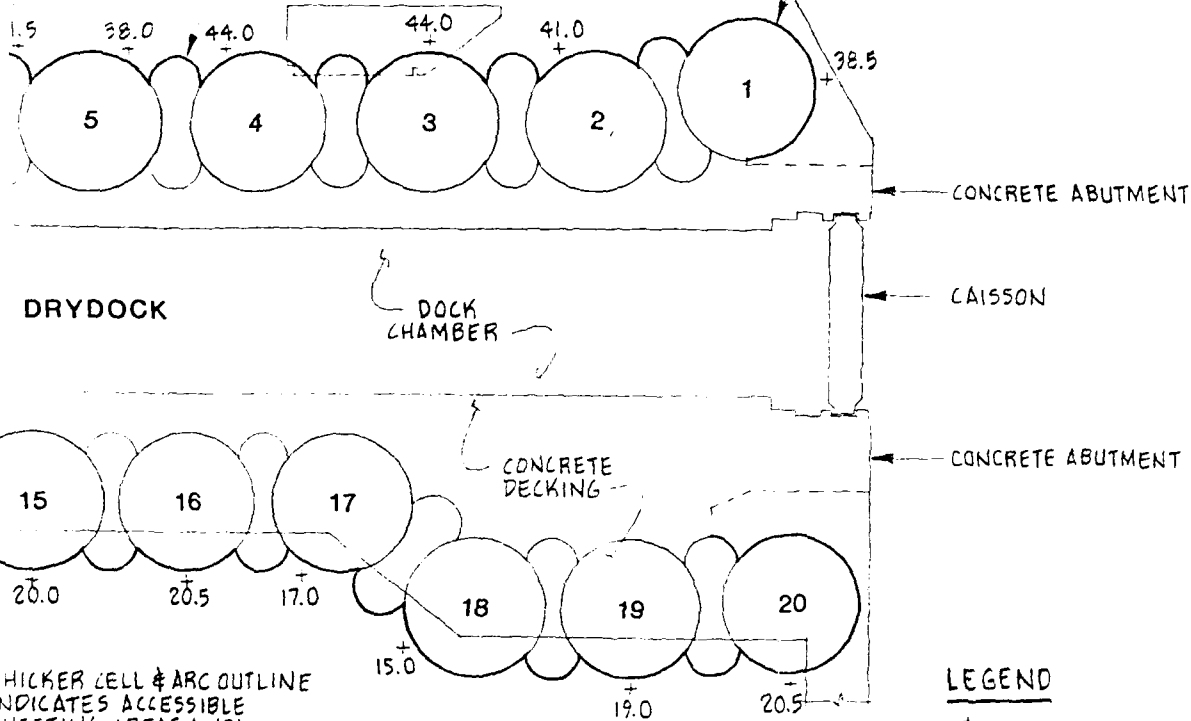 1.5
38.0
44.0
44.0
41.0
38.5
5
4
3
2
1
CONCRETE ABUTMENT
DRYDOCK
DOCK
CHAMBER
CAISSON
CONCRETE
DECKING
CONCRETE ABUTMENT
15
16
17
18
19
20
20.0
20.5
17.0
15.0
19.0
20.5
HICKER CELL & ARC OUTLINE
NDICATES ACCESSIBLE
LEGEND